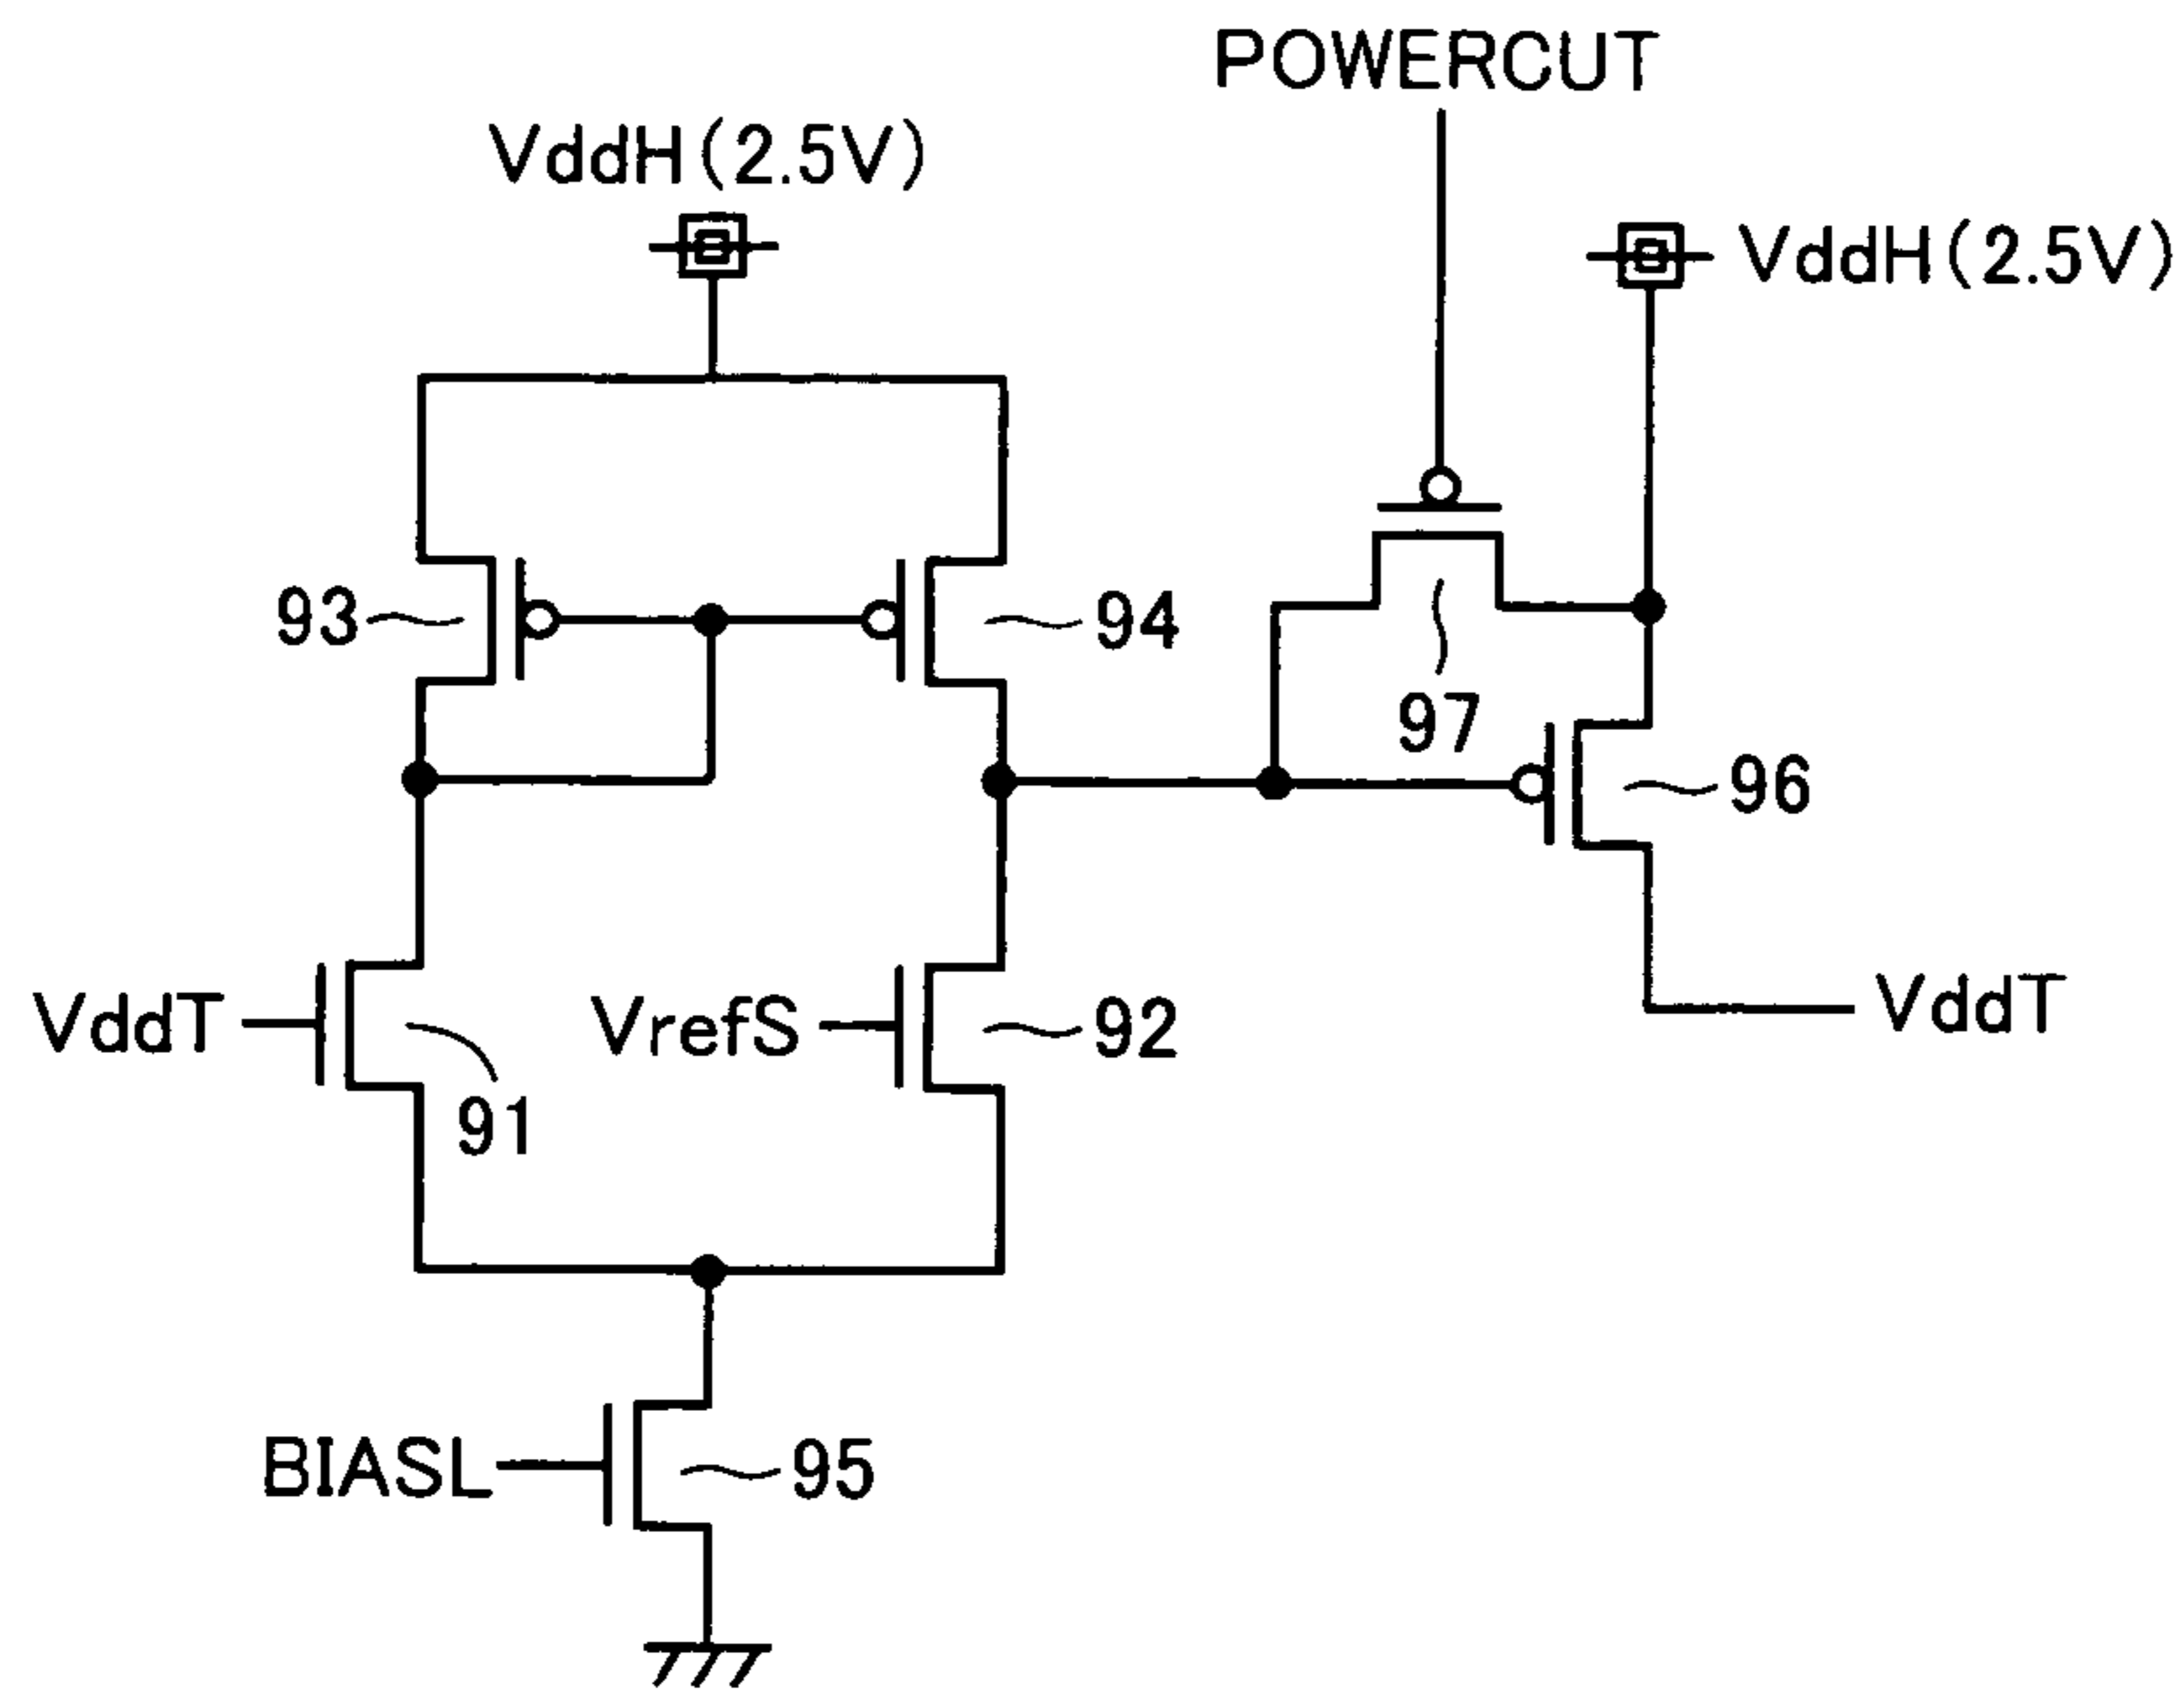 POWERCUT
VddH(2.5V)
VddH(2.5V)
93
94
97
96
VddT
VrefS
92
VddT
91
BIASL
95